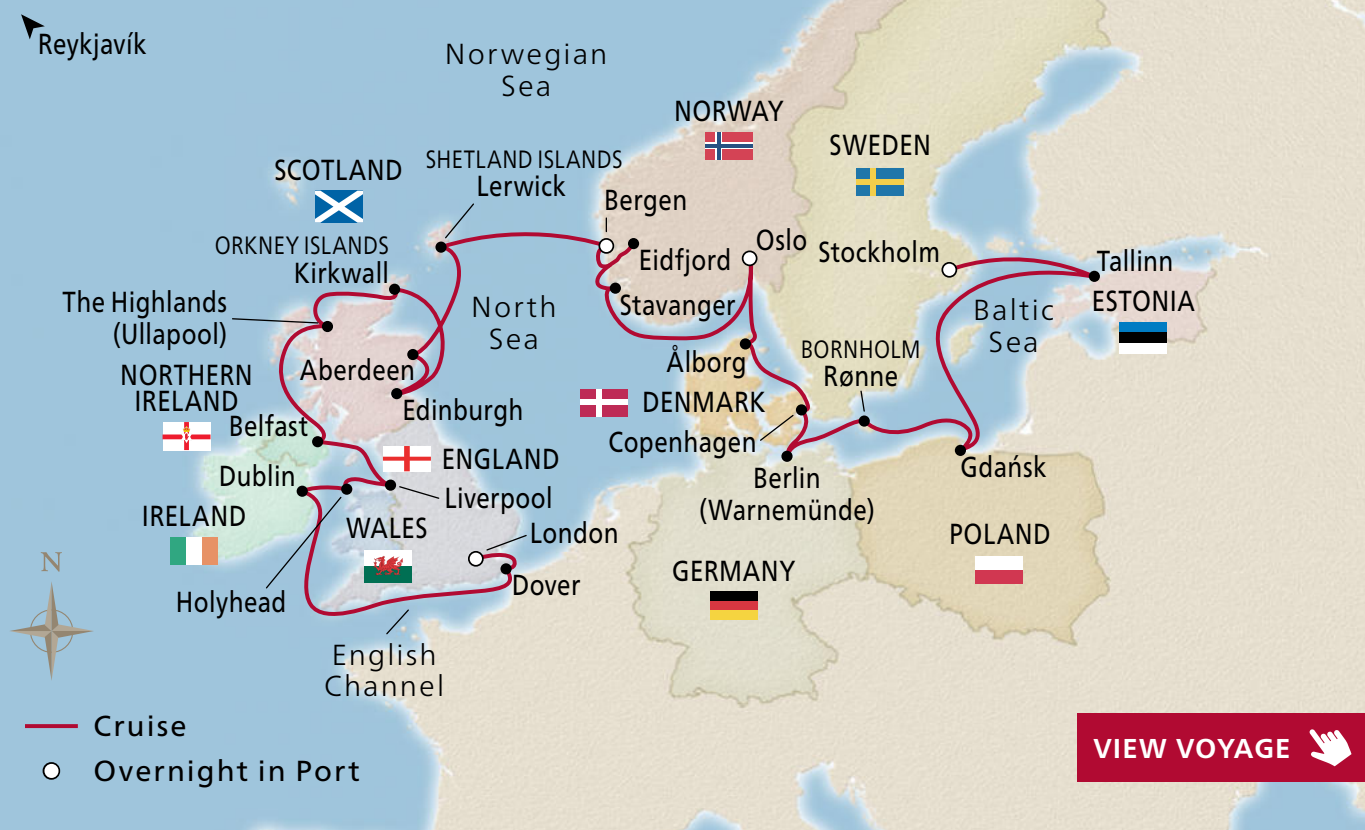 Reykjavík
Norwegian
Sea
NORWAY
SWEDEN
SCOTLAND
SHETLAND ISLANDS
Lerwick
Bergen
ORKNEY ISLANDS
Kirkwall
Eidfjord
Oslo
Stockholm
Tallinn
ESTONIA
The Highlands
(Ullapool)
North
Sea
Stavanger
Baltic
Sea
Aberdeen
Ålborg
BORNHOLM
Rønne
NORTHERN
IRELAND
Edinburgh
DENMARK
Belfast
Copenhagen
ENGLAND
Dublin
Liverpool
Berlin
(Warnemünde)
Gdańsk
IRELAND
WALES
London
POLAND
GERMANY
Holyhead
Dover
N
English
Channel
Cruise
Overnight in Port
VIEW VOYAGE